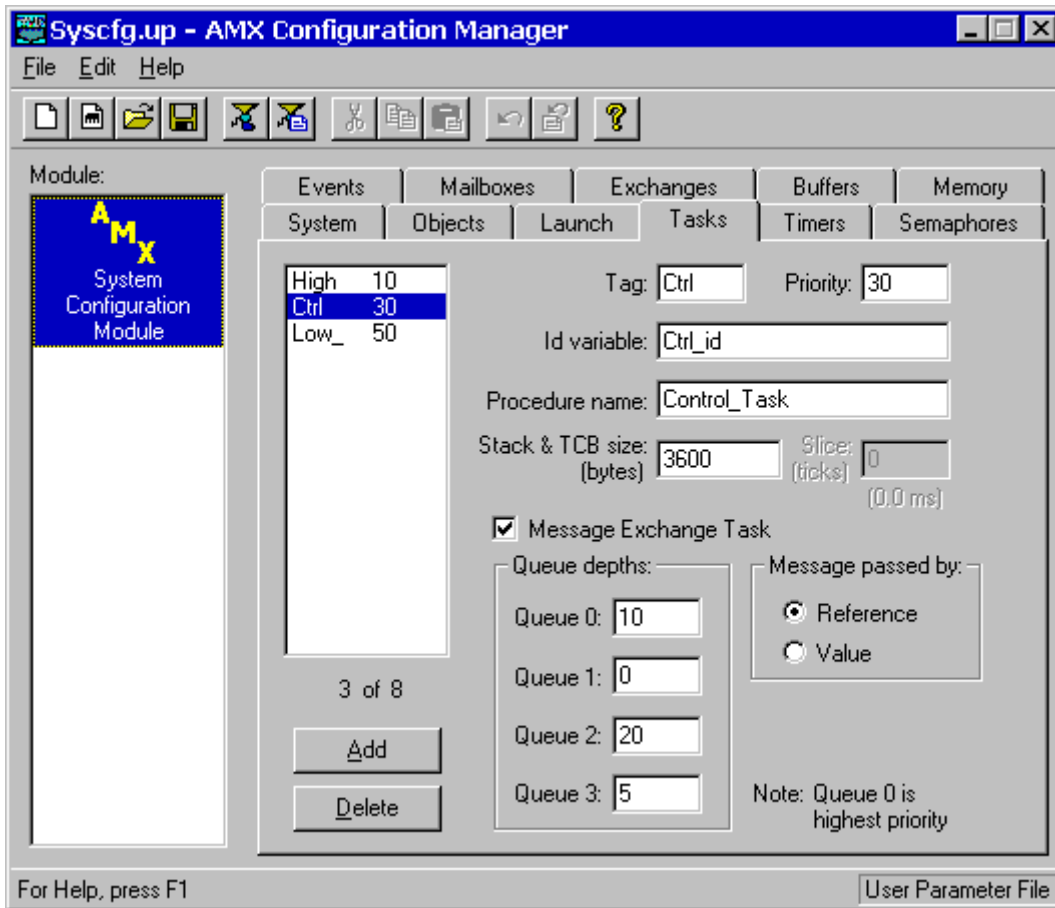 Syscfg.up - AMX Configuration Manager
File Edit Help
Module:
AMX
System
Configuration
Module
Events Mailboxes Exchanges Buffers Memory
System Objects Launch Tasks Timers Semaphores
High 10
Ctrl 30
Low_ 50
3 of 8
Add
Delete
Tag: Ctrl Priority: 30
Id variable: Ctrl_id
Procedure name: Control_Task
Stack & TCB size: 3600
(bytes)
Slice: 0
(ticks)
(0.0 ms)
Message Exchange Task
Queue depths:
Queue 0: 10
Queue 1: 0
Queue 2: 20
Queue 3: 5
Message passed by:
Reference
Value
Note: Queue 0 is
highest priority
For Help, press F1
User Parameter File